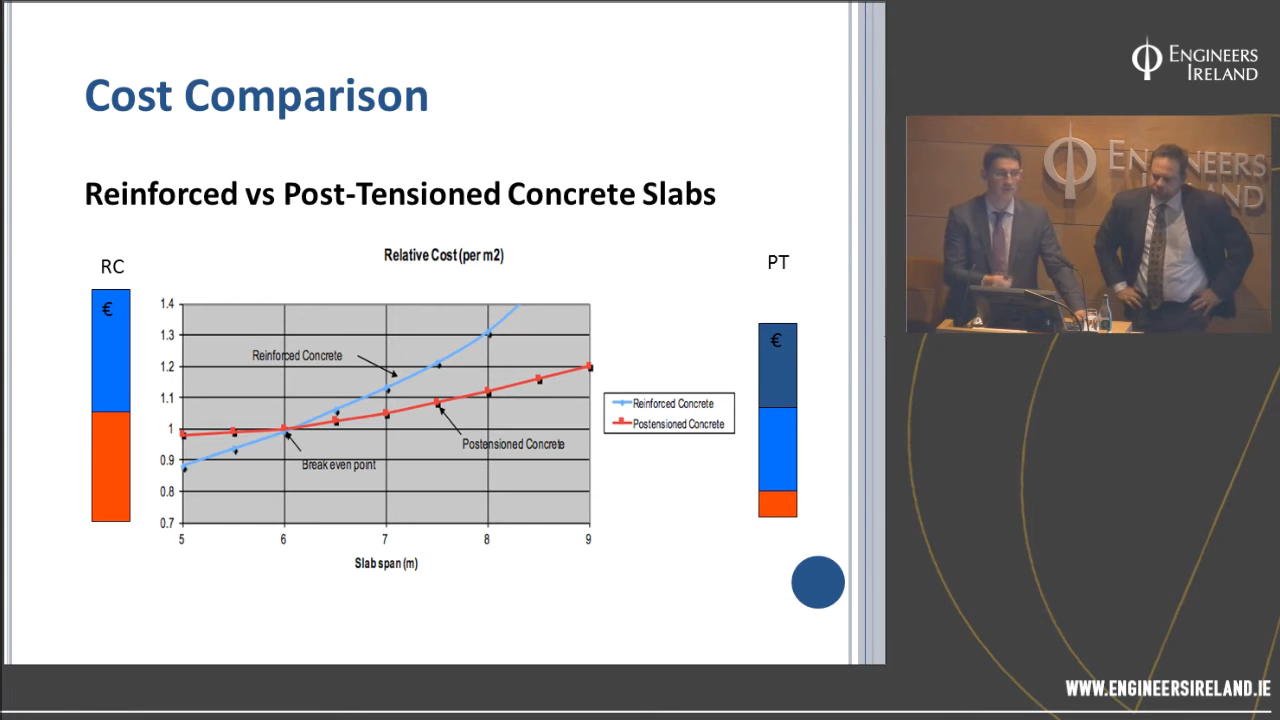 Cost Comparison
Reinforced vs Post-Tensioned Concrete Slabs
Relative Cost (per m2)
RC
€
PT
€
1.4
1.3
1.2
1.1
1
0.9
0.8
0.7
5
6
7
8
9
Reinforced Concrete
Break even point
Postensioned Concrete
Reinforced Concrete
Postensioned Concrete
Slab span (m)
ENGINEERS
IRELAND
ENGINEERS
IRELAND
WWW.ENGINEERSIRELAND.IE